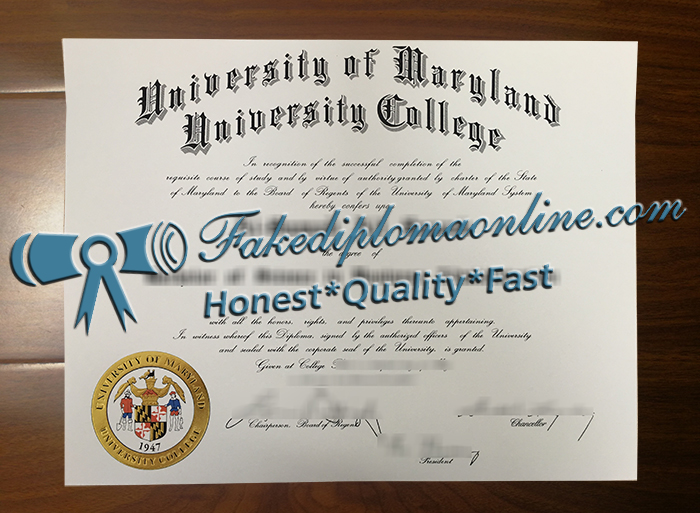 University of Maryland
University College
In recognition of the successful completion of the
requisite course of study and by virtue of authority granted by charter of the State
of Maryland to the Board of Regents of the University of Maryland System
hereby confers upon
Fakediplomaonline.com
the degree of
Honest*Quality*Fast
with all the honors, rights, and privileges thereunto appertaining.
In witness whereof this Diploma, signed by the authorized officers of the University
and sealed with the corporate seal of the University, is granted.
Given at College
UNIVERSITY OF MARYLAND
1947
UNIVERSITY COLLEGE
Chairperson, Board of Regents
Chancellor
President